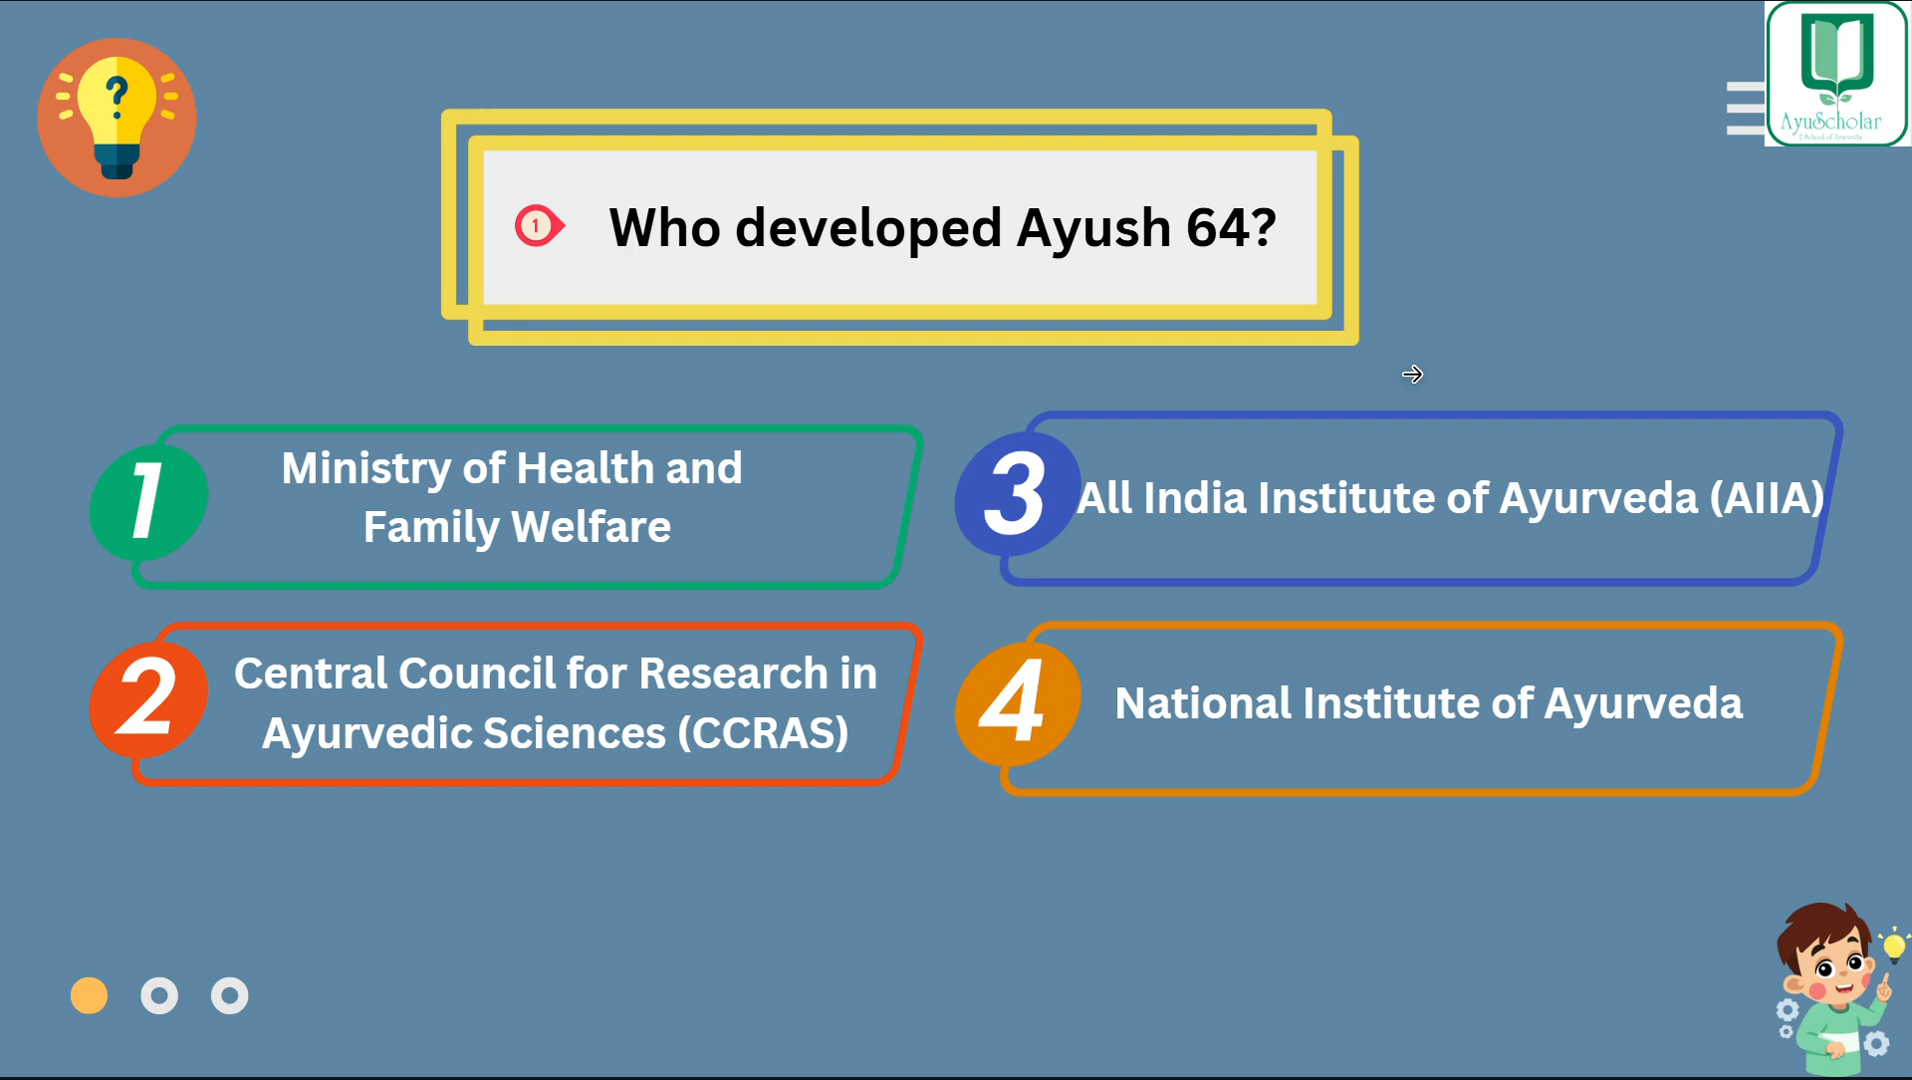 ?
AyuScholar
1
Who developed Ayush 64?
1
Ministry of Health and
Family Welfare
2
Central Council for Research in
Ayurvedic Sciences (CCRAS)
3
All India Institute of Ayurveda (AIIA)
4
National Institute of Ayurveda